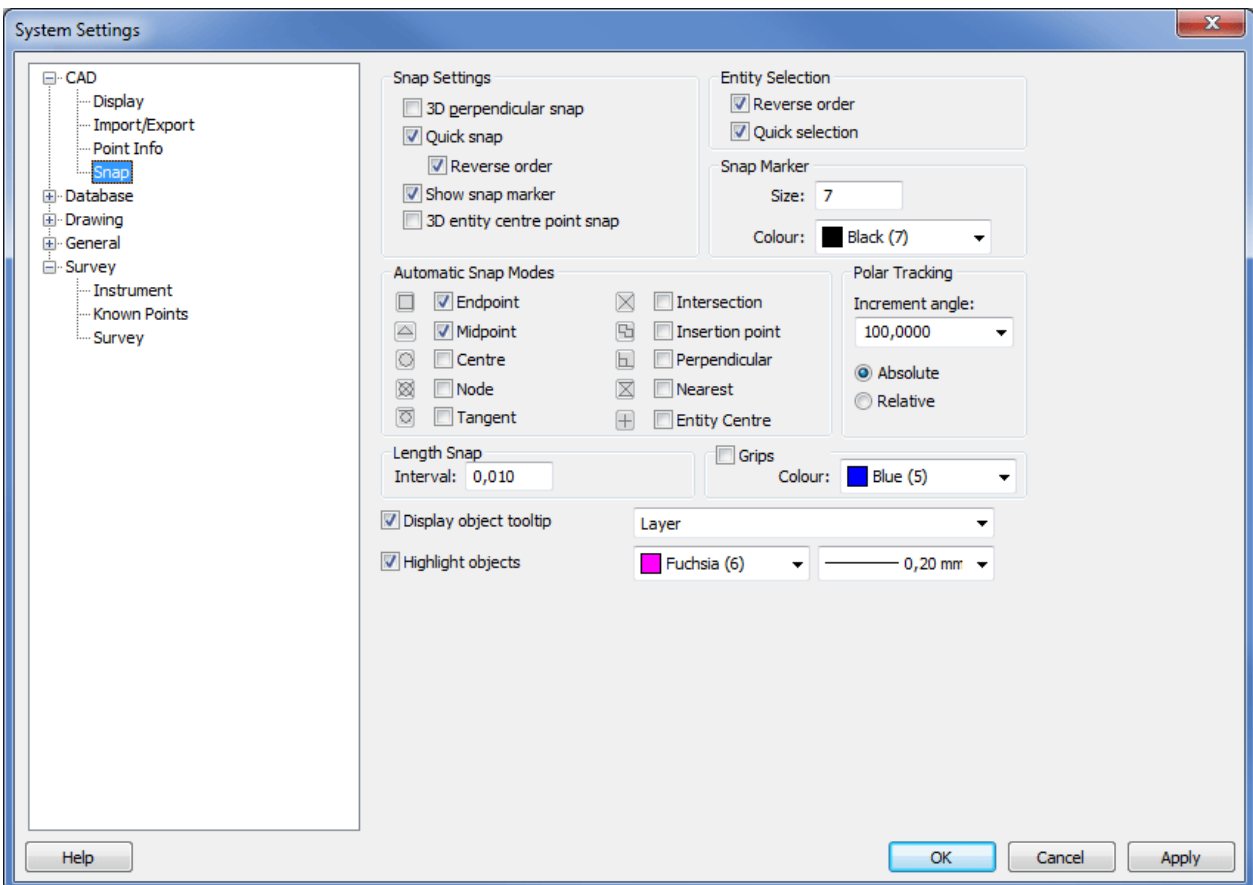 System Settings
CAD
Display
Import/Export
Point Info
Snap
Database
Drawing
General
Survey
Instrument
Known Points
Survey
Snap Settings
3D perpendicular snap
Quick snap
Reverse order
Show snap marker
3D entity centre point snap
Entity Selection
Reverse order
Quick selection
Snap Marker
Size: 7
Colour: Black (7)
Automatic Snap Modes
Endpoint
Midpoint
Centre
Node
Tangent
Intersection
Insertion point
Perpendicular
Nearest
Entity Centre
Polar Tracking
Increment angle:
100,0000
Absolute
Relative
Length Snap
Interval: 0,010
Grips
Colour: Blue (5)
Display object tooltip Layer
Highlight objects Fuchsia (6) 0,20 mm
Help OK Cancel Apply